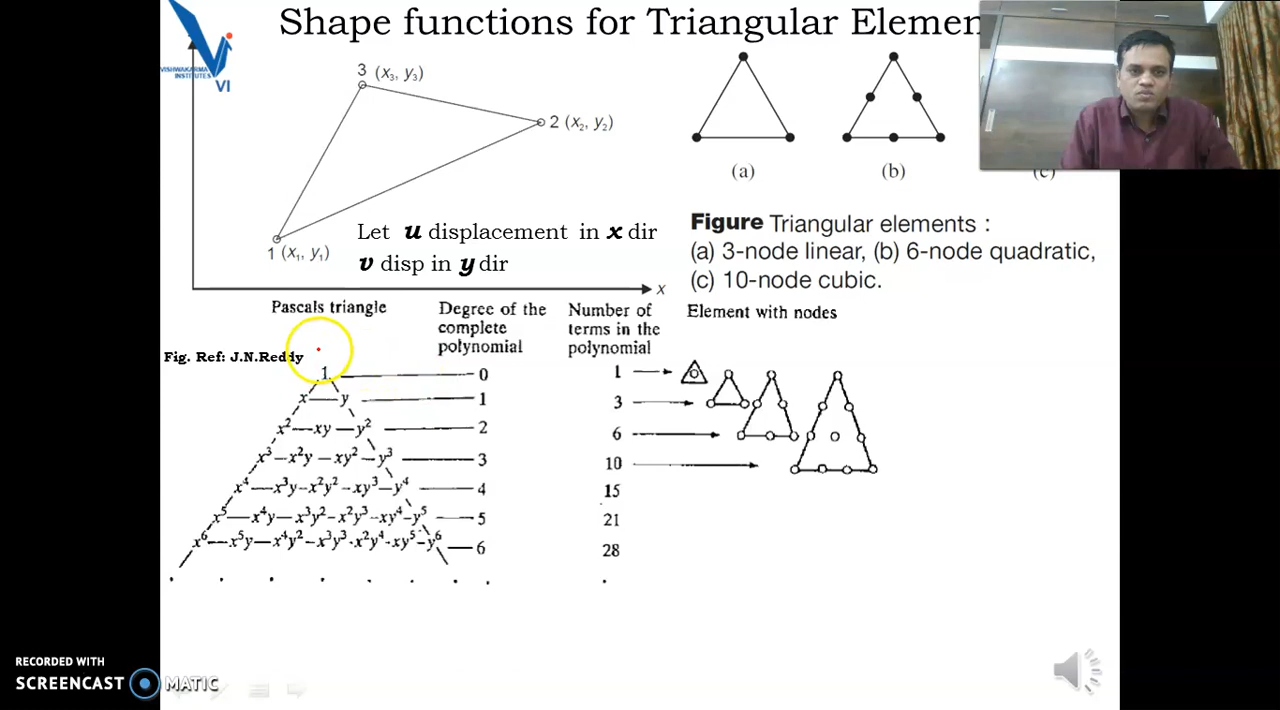 Shape functions for Triangular Elemen
VISHWAKARMA
INSTITUTES
VI
3 (x₃, y₃)
2 (x₂, y₂)
1 (x₁, y₁)
Let u displacement in x dir
v disp in y dir
x
(a)
(b)
(c)
Figure Triangular elements :
(a) 3-node linear, (b) 6-node quadratic,
(c) 10-node cubic.
Pascals triangle
Degree of the
complete
polynomial
Number of
terms in the
polynomial
Element with nodes
Fig. Ref: J.N.Reddy
1 0 1
x y 1 3
x² xy y² 2 6
x³ x²y xy² y³ 3 10
x⁴ x³y x²y² xy³ y⁴ 4 15
x⁵ x⁴y x³y² x²y³ xy⁴ y⁵ 5 21
x⁶ x⁵y x⁴y² x³y³ x²y⁴ xy⁵ y⁶ 6 28
RECORDED WITH
SCREENCAST MATIC